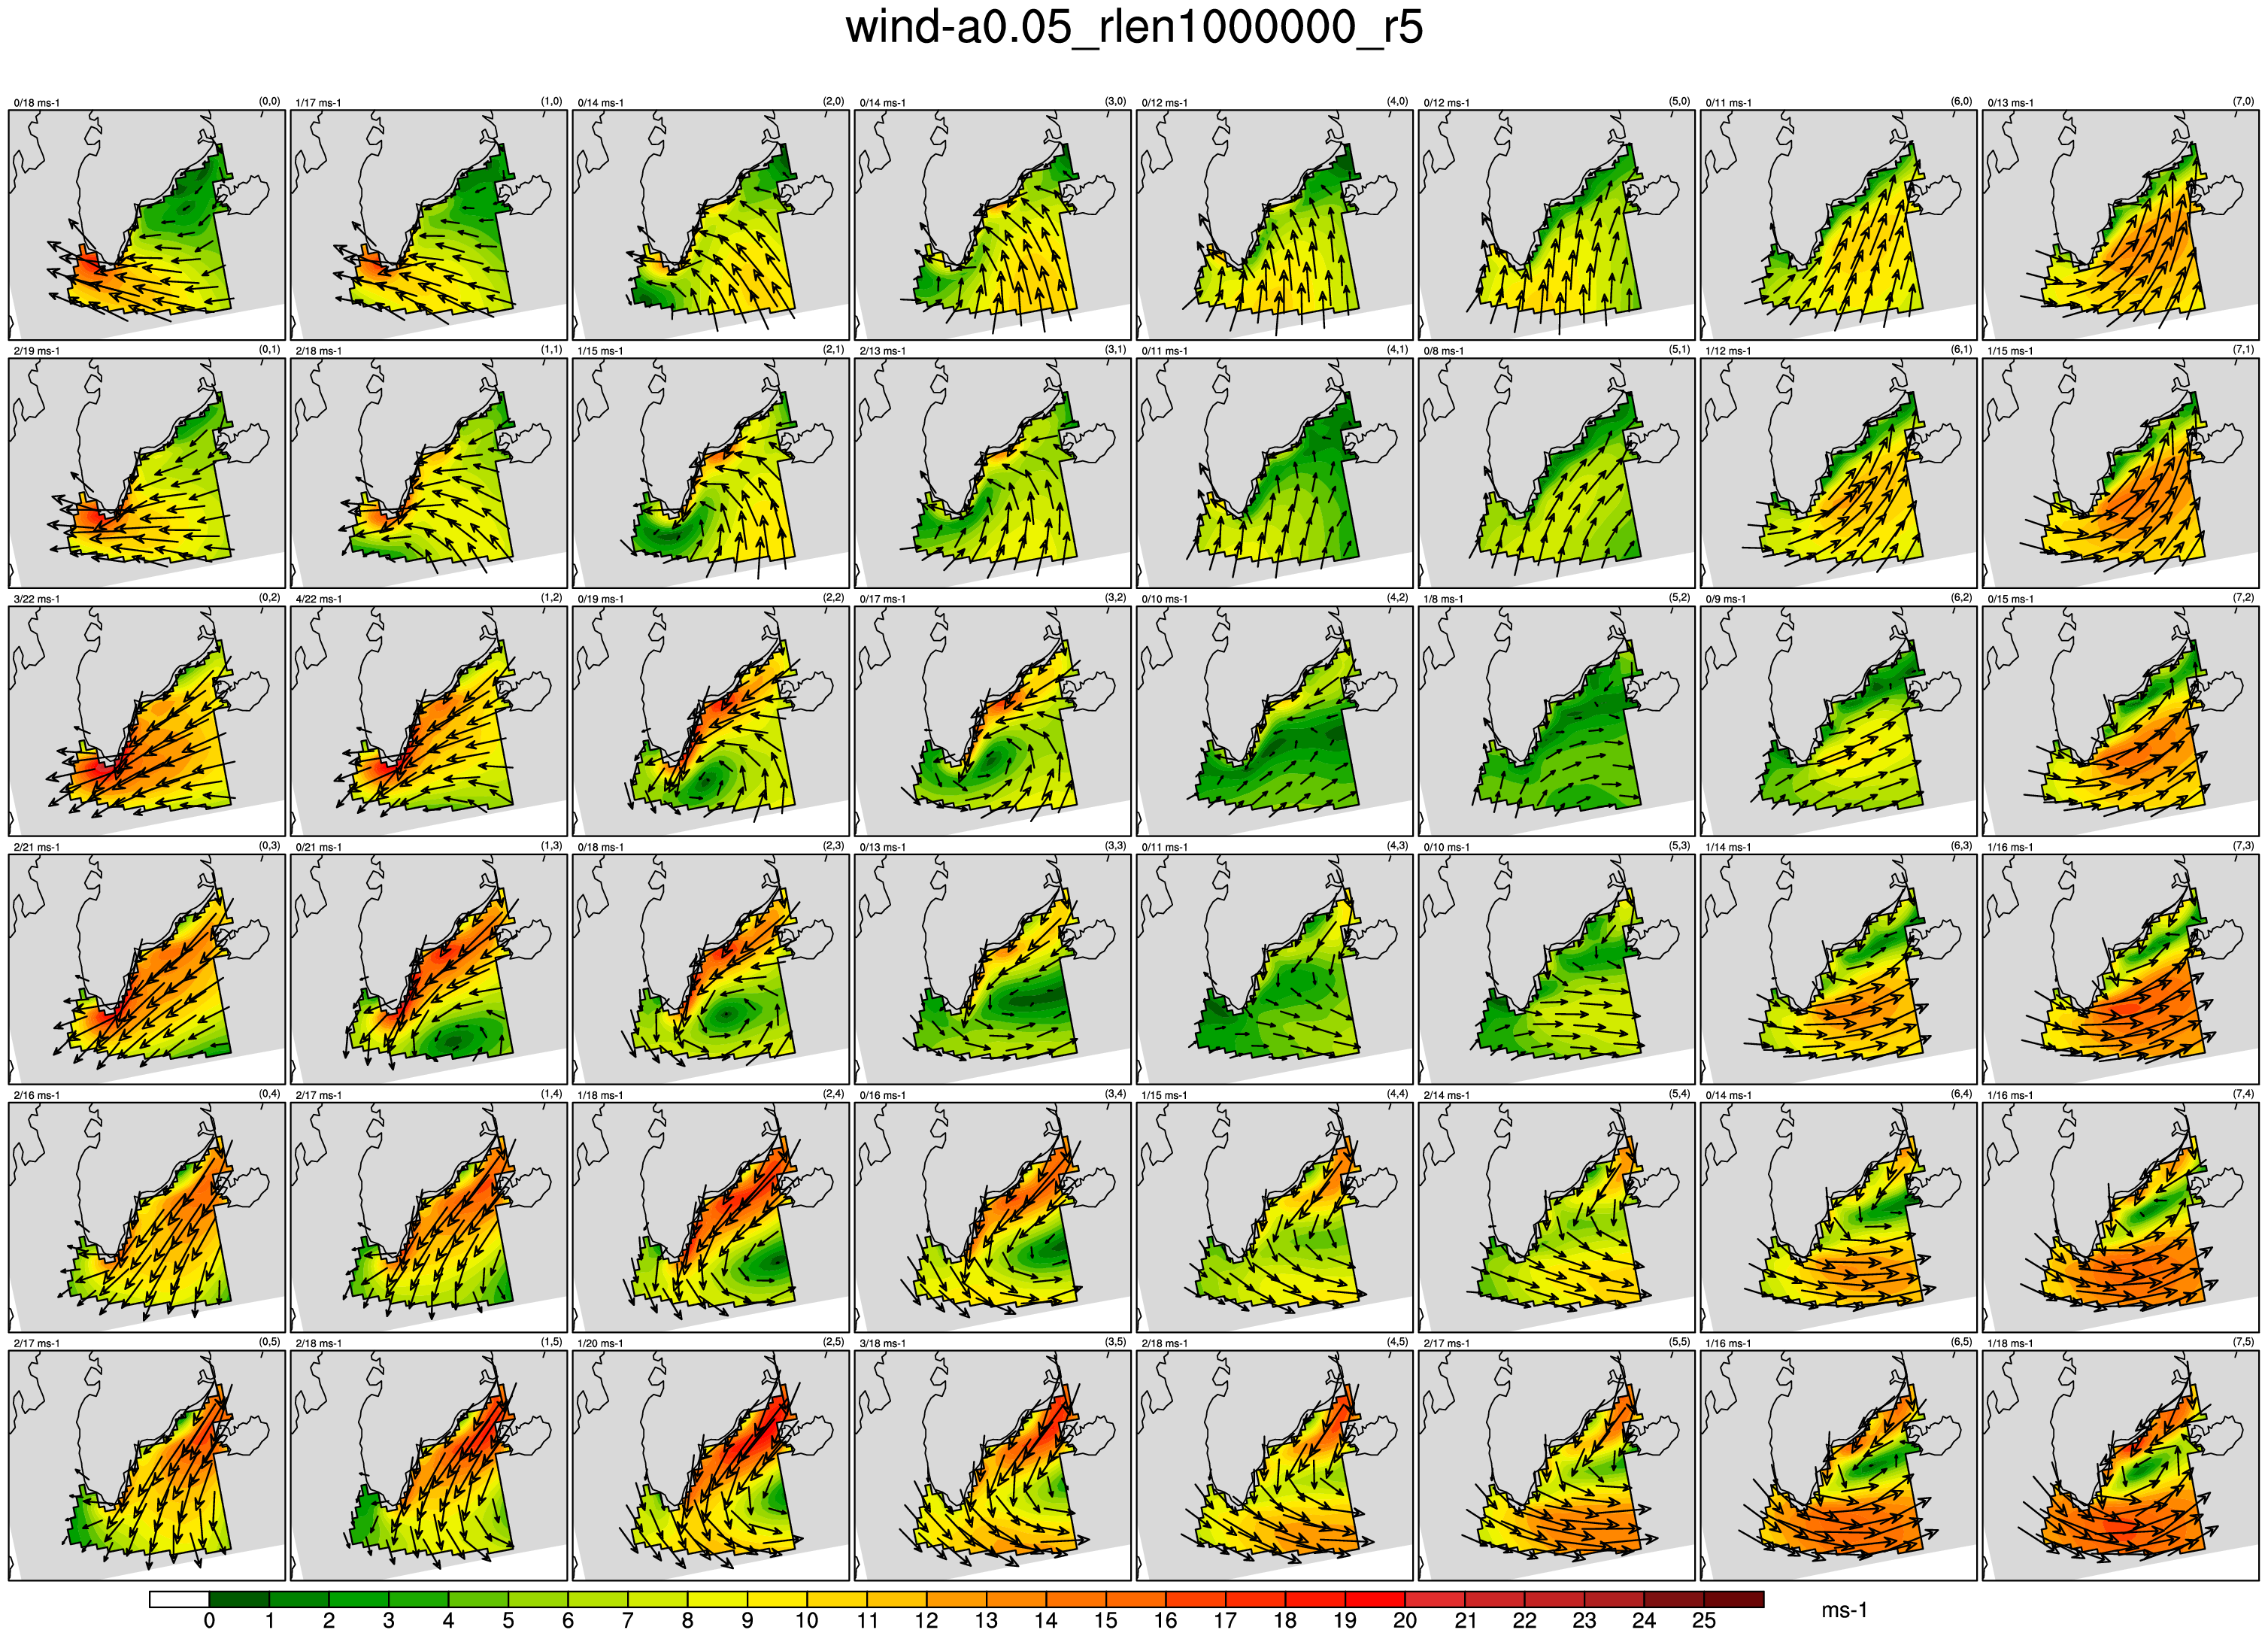 wind-a0.05_rlen1000000_r5
0/18 ms-1 (0,0) 1/17 ms-1 (1,0) 0/14 ms-1 (2,0) 0/14 ms-1 (3,0) 0/12 ms-1 (4,0) 0/12 ms-1 (5,0) 0/11 ms-1 (6,0) 0/13 ms-1 (7,0)
2/19 ms-1 (0,1) 2/18 ms-1 (1,1) 1/15 ms-1 (2,1) 2/13 ms-1 (3,1) 0/11 ms-1 (4,1) 0/8 ms-1 (5,1) 1/12 ms-1 (6,1) 1/15 ms-1 (7,1)
3/22 ms-1 (0,2) 4/22 ms-1 (1,2) 0/19 ms-1 (2,2) 0/17 ms-1 (3,2) 0/10 ms-1 (4,2) 1/8 ms-1 (5,2) 0/9 ms-1 (6,2) 0/15 ms-1 (7,2)
2/21 ms-1 (0,3) 0/21 ms-1 (1,3) 0/18 ms-1 (2,3) 0/13 ms-1 (3,3) 0/11 ms-1 (4,3) 0/10 ms-1 (5,3) 1/14 ms-1 (6,3) 1/16 ms-1 (7,3)
2/16 ms-1 (0,4) 2/17 ms-1 (1,4) 1/18 ms-1 (2,4) 0/16 ms-1 (3,4) 1/15 ms-1 (4,4) 2/14 ms-1 (5,4) 0/14 ms-1 (6,4) 1/16 ms-1 (7,4)
2/17 ms-1 (0,5) 2/18 ms-1 (1,5) 1/20 ms-1 (2,5) 3/18 ms-1 (3,5) 2/18 ms-1 (4,5) 2/17 ms-1 (5,5) 1/16 ms-1 (6,5) 1/18 ms-1 (7,5)
0 1 2 3 4 5 6 7 8 9 10 11 12 13 14 15 16 17 18 19 20 21 22 23 24 25 ms-1